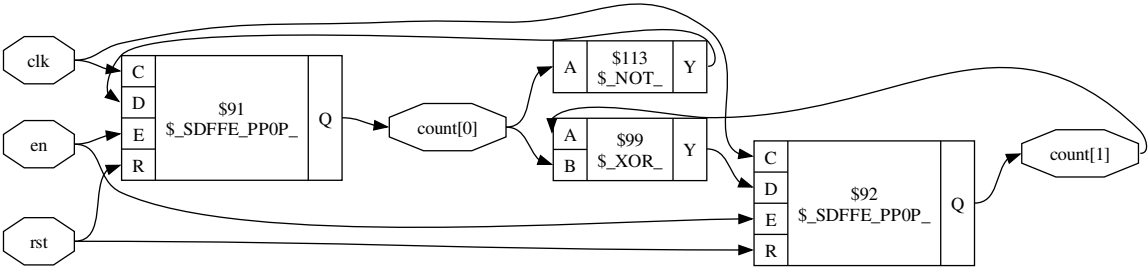 clk
en
rst
C
D
E
R
$91
$_SDFFE_PP0P_
Q
count[0]
A
$113
$_NOT_
Y
A
B
$99
$_XOR_
Y
C
D
E
R
$92
$_SDFFE_PP0P_
Q
count[1]